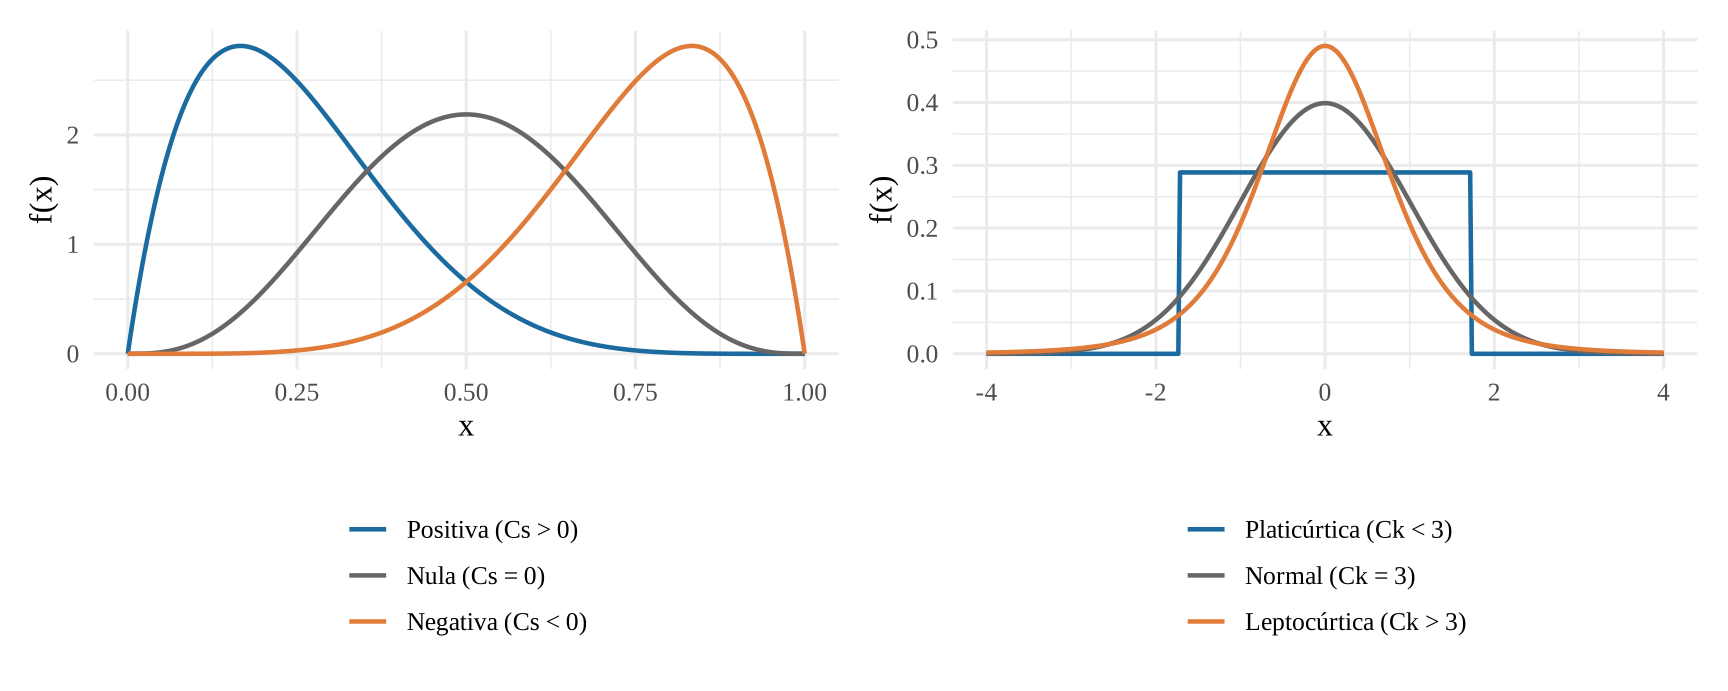 f(x)
2
1
0
0.00 0.25 0.50 0.75 1.00
x
Positiva (Cs > 0)
Nula (Cs = 0)
Negativa (Cs < 0)
f(x)
0.5
0.4
0.3
0.2
0.1
0.0
-4 -2 0 2 4
x
Platicúrtica (Ck < 3)
Normal (Ck = 3)
Leptocúrtica (Ck > 3)